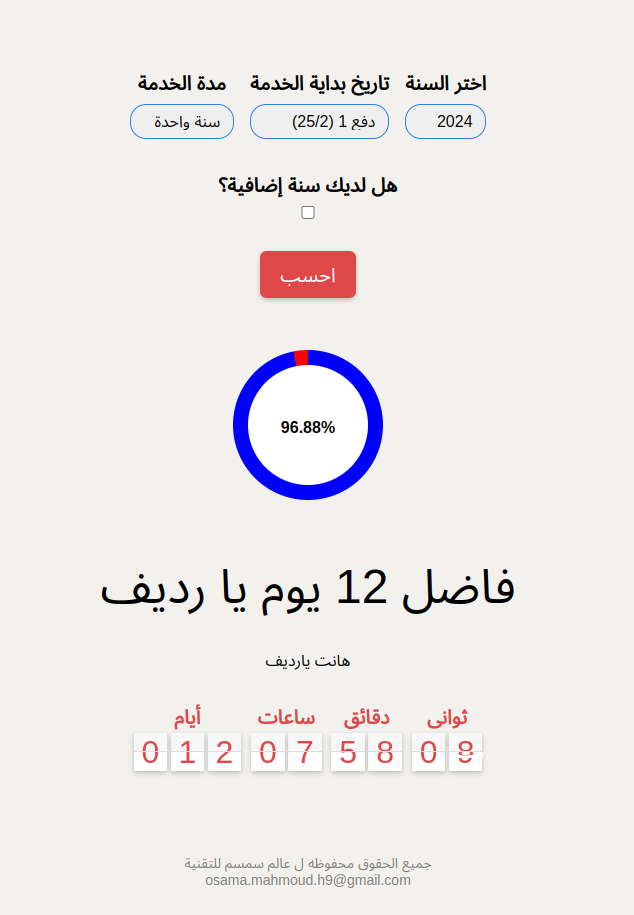 اختر السنة تاريخ بداية الخدمة مدة الخدمة
2024 دفع 1 (25/2) سنة واحدة
هل لديك سنة إضافية؟
احسب
96.88%
فاضل 12 يوم يا رديف
هانت يارديف
ثوانى دقائق ساعات أيام
0 1 2 0 7 5 8 0 9
جميع الحقوق محفوظه ل عالم سمسم للتقنية
osama.mahmoud.h9@gmail.com